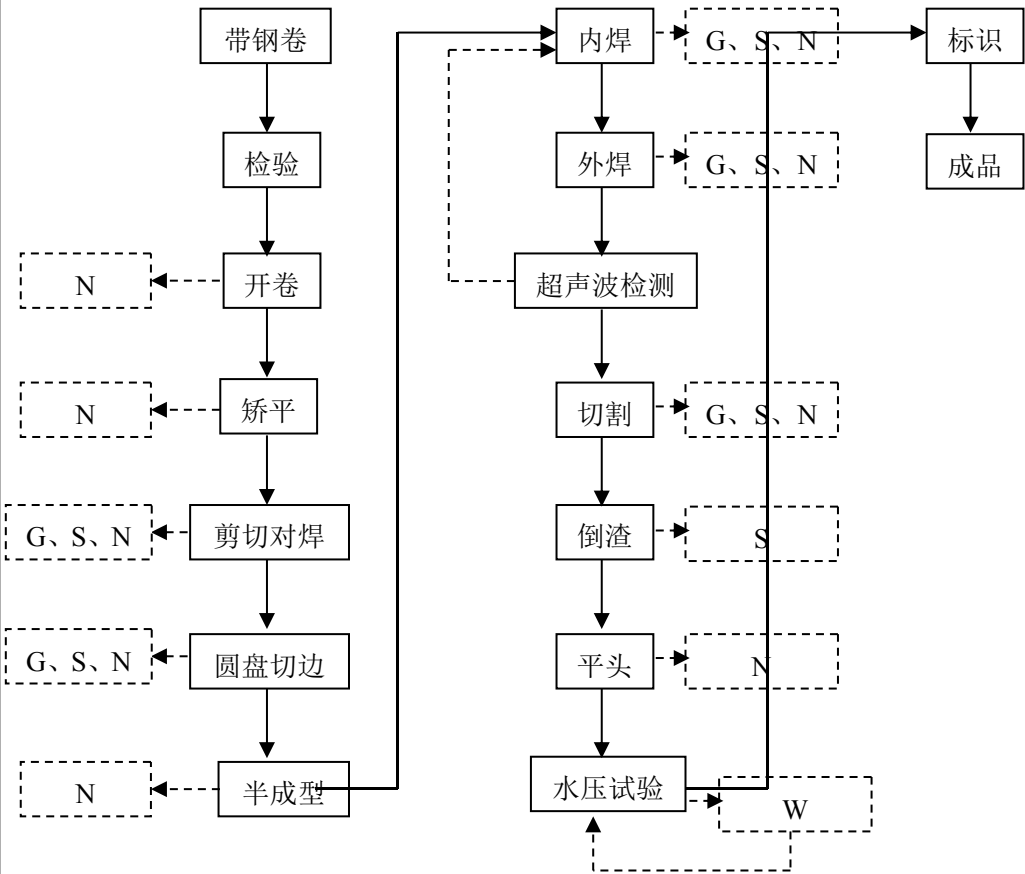 带钢卷
检验
开卷
N
矫平
N
剪切对焊
G、S、N
圆盘切边
G、S、N
半成型
N
内焊
G、S、N
外焊
G、S、N
超声波检测
切割
G、S、N
倒渣
S
平头
N
水压试验
W
标识
成品